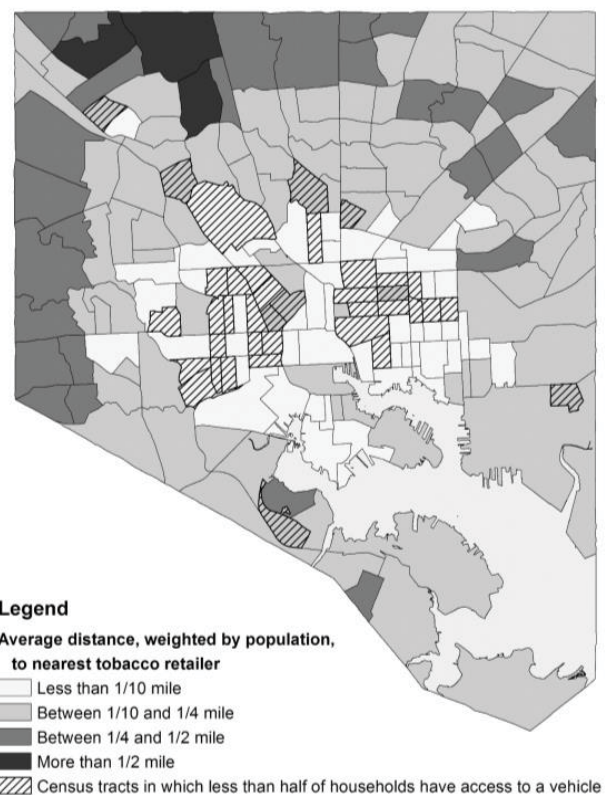 Legend
Average distance, weighted by population,
to nearest tobacco retailer
Less than 1/10 mile
Between 1/10 and 1/4 mile
Between 1/4 and 1/2 mile
More than 1/2 mile
Census tracts in which less than half of households have access to a vehicle